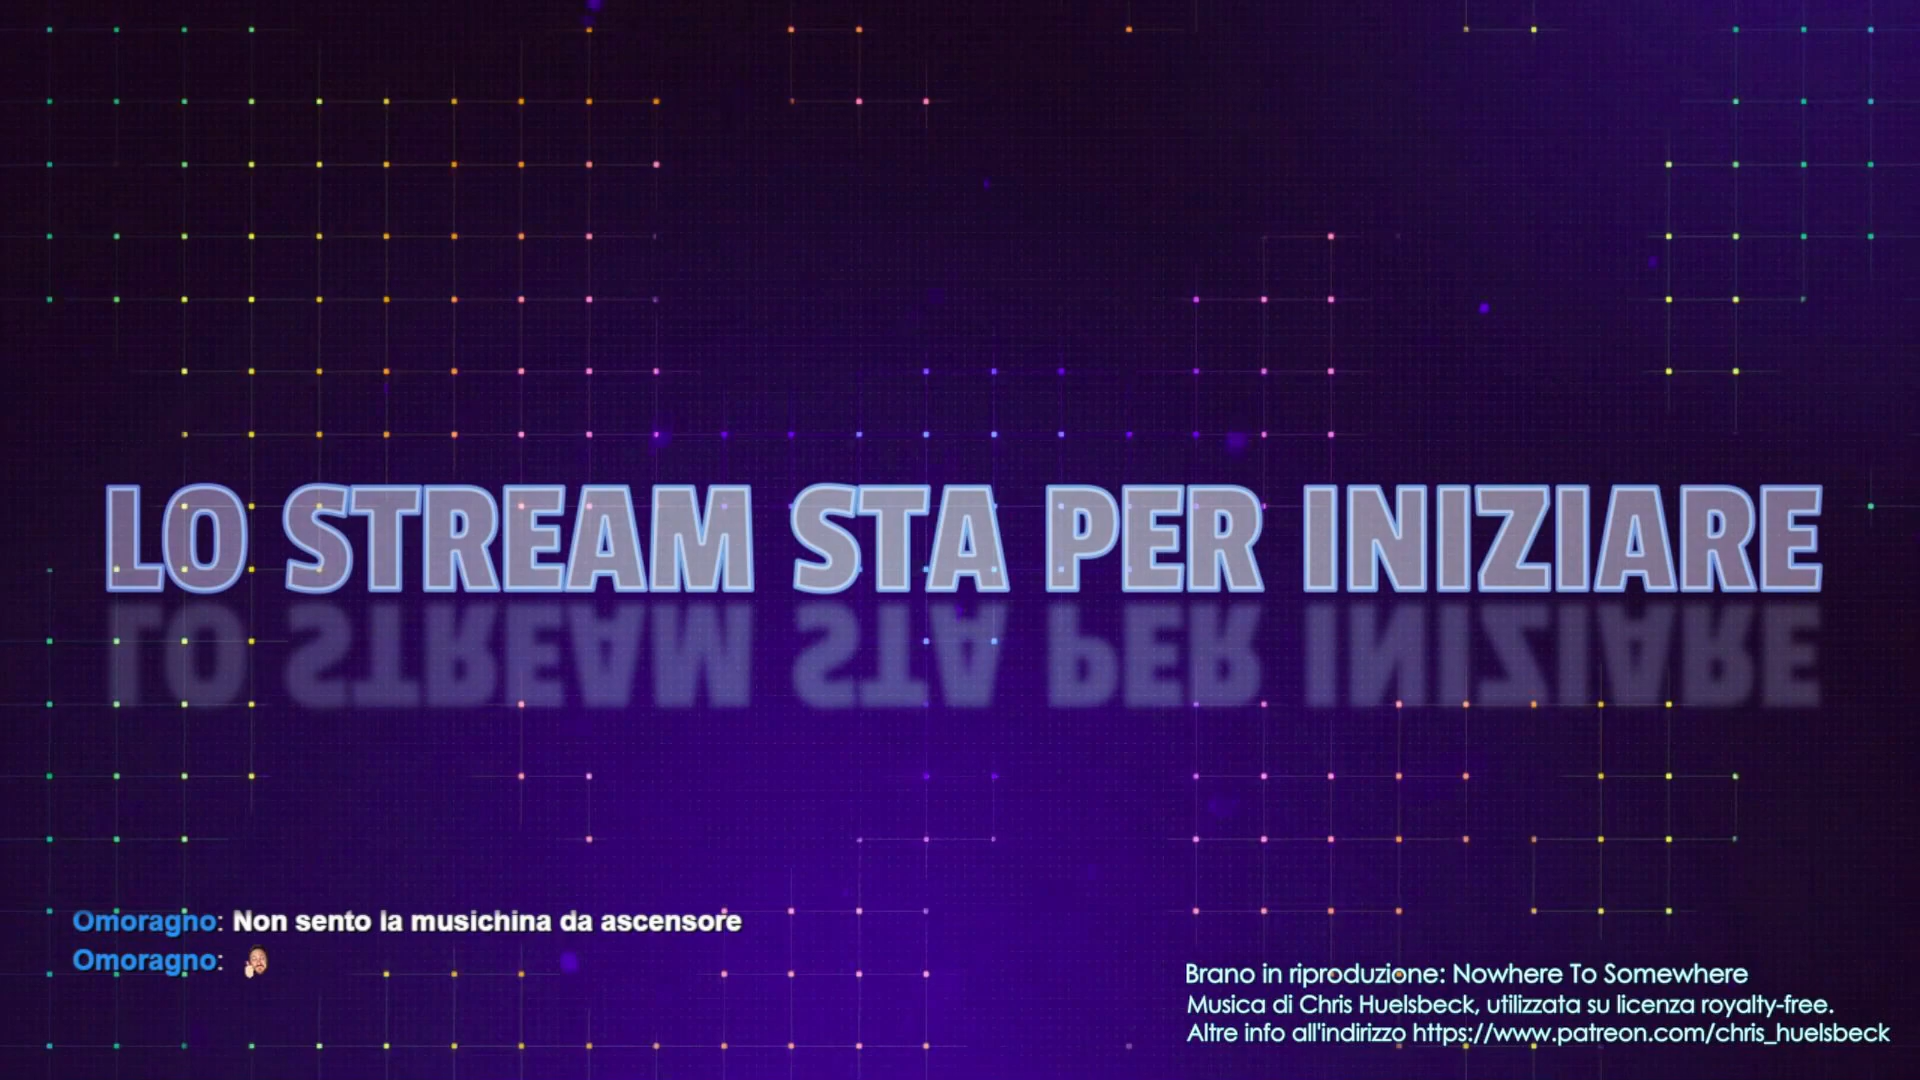 LO STREAM STA PER INIZIARE
Omoragno: Non sento la musichina da ascensore
Omoragno:
Brano in riproduzione: Nowhere To Somewhere
Musica di Chris Huelsbeck, utilizzata su licenza royalty-free.
Altre info all'indirizzo https://www.patreon.com/chris_huelsbeck